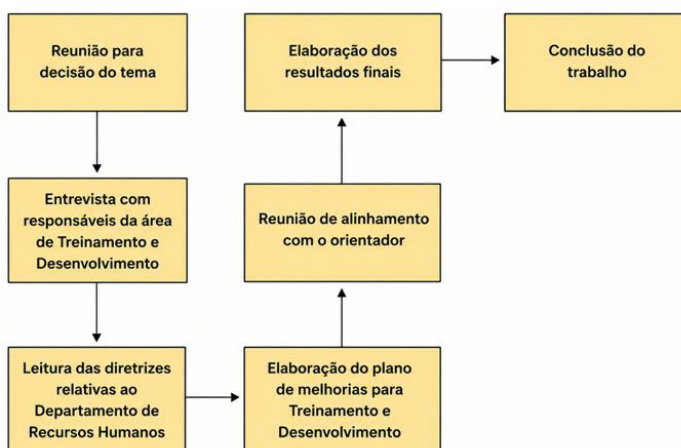 Reunião para
decisão do tema
Entrevista com
responsáveis da área
de Treinamento e
Desenvolvimento
Leitura das diretrizes
relativas ao
Departamento de
Recursos Humanos
Elaboração do plano
de melhorias para
Treinamento e
Desenvolvimento
Reunião de alinhamento
com o orientador
Elaboração dos
resultados finais
Conclusão do
trabalho